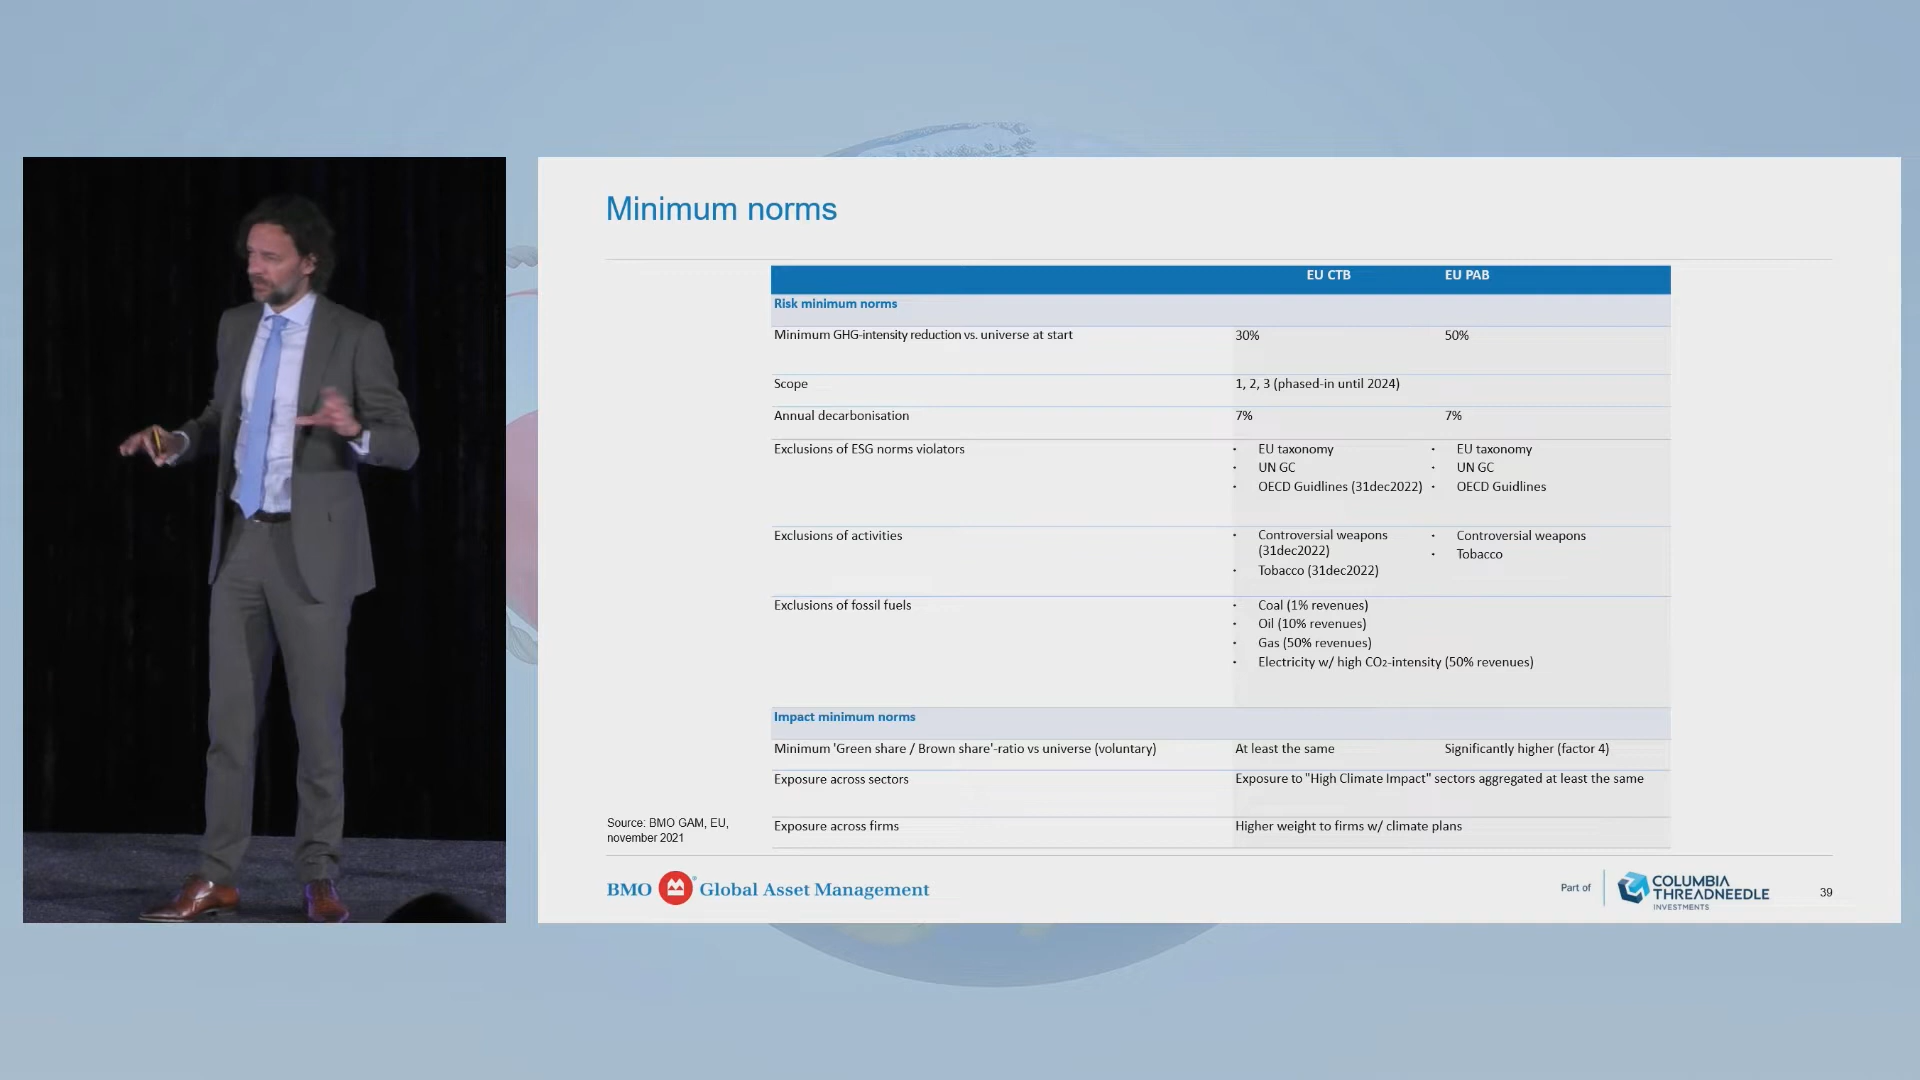 Minimum norms
EU CTB EU PAB
Risk minimum norms
Minimum GHG-intensity reduction vs. universe at start 30% 50%
Scope 1, 2, 3 (phased-in until 2024)
Annual decarbonisation 7% 7%
Exclusions of ESG norms violators • EU taxonomy • EU taxonomy
• UN GC • UN GC
• OECD Guidlines (31dec2022) • OECD Guidlines
Exclusions of activities • Controversial weapons • Controversial weapons
(31dec2022) • Tobacco
• Tobacco (31dec2022)
Exclusions of fossil fuels • Coal (1% revenues)
• Oil (10% revenues)
• Gas (50% revenues)
• Electricity w/ high CO₂-intensity (50% revenues)
Impact minimum norms
Minimum 'Green share / Brown share'-ratio vs universe (voluntary) At least the same Significantly higher (factor 4)
Exposure across sectors Exposure to "High Climate Impact" sectors aggregated at least the same
Exposure across firms Higher weight to firms w/ climate plans
Source: BMO GAM, EU,
november 2021
BMO Global Asset Management
Part of
COLUMBIA
THREADNEEDLE
INVESTMENTS
39